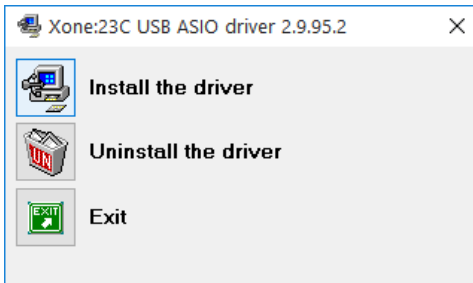 Xone:23C USB ASIO driver 2.9.95.2
Install the driver
UN
Uninstall the driver
EXIT
Exit